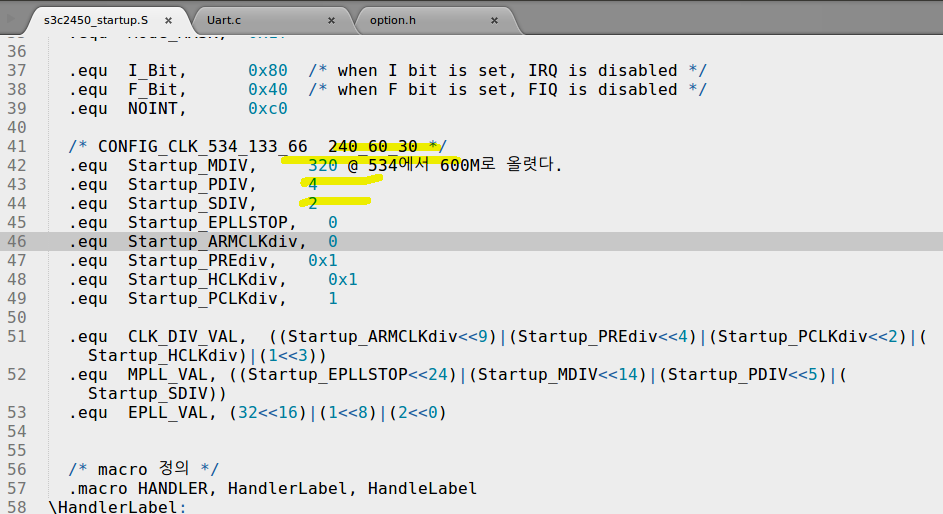 s3c2450_startup.S × Uart.c × option.h ×
36
37 .equ I_Bit, 0x80 /* when I bit is set, IRQ is disabled */
38 .equ F_Bit, 0x40 /* when F bit is set, FIQ is disabled */
39 .equ NOINT, 0xc0
40
41 /* CONFIG_CLK_534_133_66 240_60_30 */
42 .equ Startup_MDIV, 320 @ 534에서 600M로 올렷다.
43 .equ Startup_PDIV, 4
44 .equ Startup_SDIV, 2
45 .equ Startup_EPLLSTOP, 0
46 .equ Startup_ARMCLKdiv, 0
47 .equ Startup_PREdiv, 0x1
48 .equ Startup_HCLKdiv, 0x1
49 .equ Startup_PCLKdiv, 1
50
51 .equ CLK_DIV_VAL, ((Startup_ARMCLKdiv<<9)|(Startup_PREdiv<<4)|(Startup_PCLKdiv<<2)|(
Startup_HCLKdiv)|(1<<3))
52 .equ MPLL_VAL, ((Startup_EPLLSTOP<<24)|(Startup_MDIV<<14)|(Startup_PDIV<<5)|(
Startup_SDIV))
53 .equ EPLL_VAL, (32<<16)|(1<<8)|(2<<0)
54
55
56 /* macro 정의 */
57 .macro HANDLER, HandlerLabel, HandleLabel
58 \HandlerLabel: